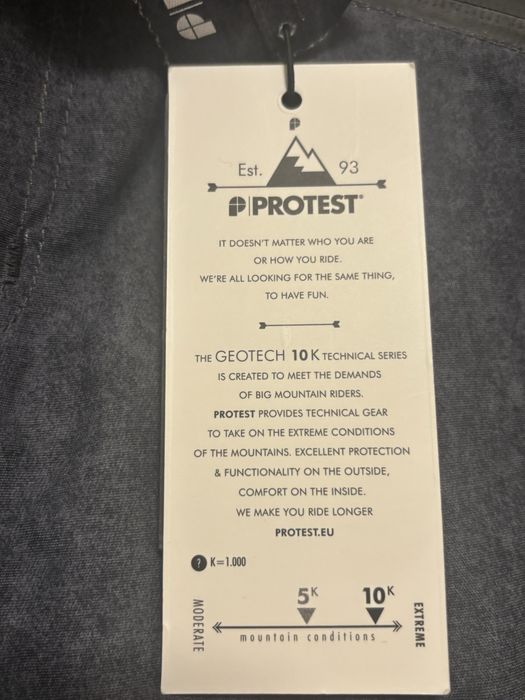 Est. 93
PROTEST®
IT DOESN'T MATTER WHO YOU ARE
OR HOW YOU RIDE.
WE'RE ALL LOOKING FOR THE SAME THING,
TO HAVE FUN.
THE GEOTECH 10 K TECHNICAL SERIES
IS CREATED TO MEET THE DEMANDS
OF BIG MOUNTAIN RIDERS.
PROTEST PROVIDES TECHNICAL GEAR
TO TAKE ON THE EXTREME CONDITIONS
OF THE MOUNTAINS. EXCELLENT PROTECTION
& FUNCTIONALITY ON THE OUTSIDE,
COMFORT ON THE INSIDE.
WE MAKE YOU RIDE LONGER
PROTEST.EU
? K=1.000
5K 10K
MODERATE
mountain conditions
EXTREME